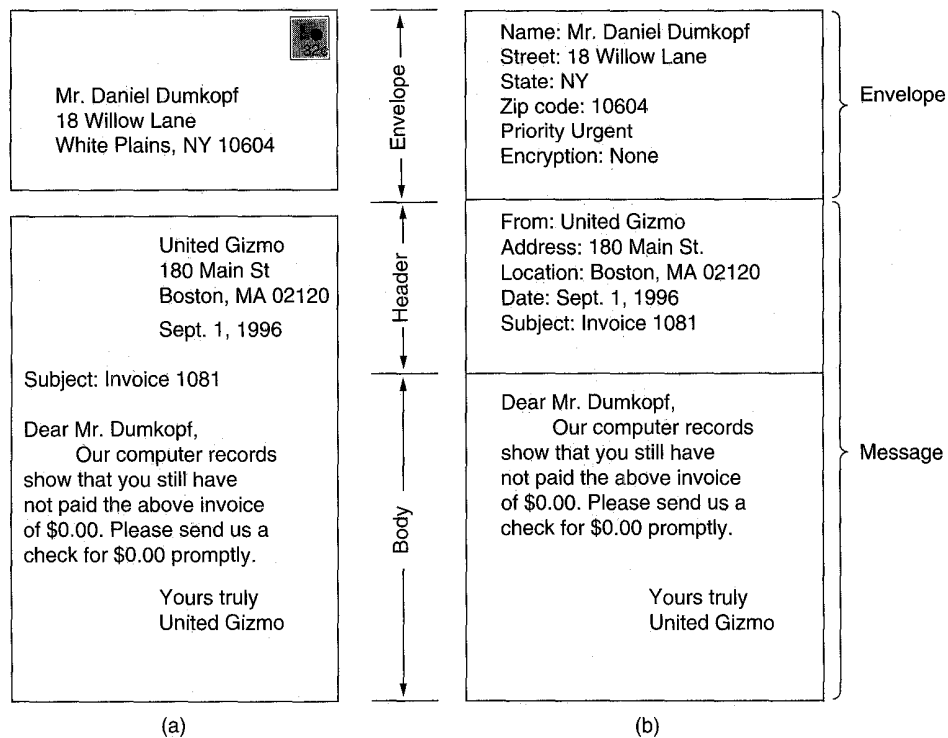 32¢
Mr. Daniel Dumkopf
18 Willow Lane
White Plains, NY 10604
United Gizmo
180 Main St
Boston, MA 02120
Sept. 1, 1996
Subject: Invoice 1081
Dear Mr. Dumkopf,
Our computer records
show that you still have
not paid the above invoice
of $0.00. Please send us a
check for $0.00 promptly.
Yours truly
United Gizmo
(a)
Envelope
Header
Body
Name: Mr. Daniel Dumkopf
Street: 18 Willow Lane
State: NY
Zip code: 10604
Priority Urgent
Encryption: None
From: United Gizmo
Address: 180 Main St.
Location: Boston, MA 02120
Date: Sept. 1, 1996
Subject: Invoice 1081
Dear Mr. Dumkopf,
Our computer records
show that you still have
not paid the above invoice
of $0.00. Please send us a
check for $0.00 promptly.
Yours truly
United Gizmo
(b)
Envelope
Message